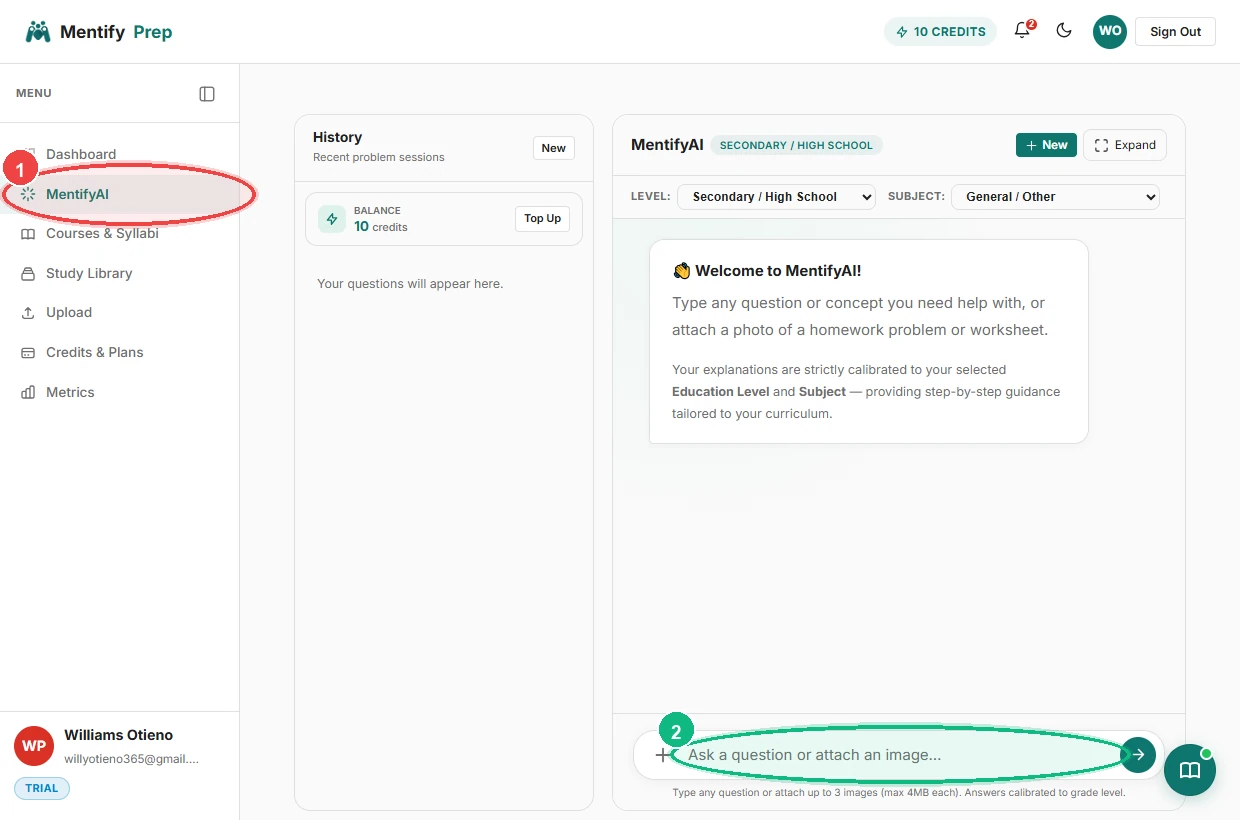 Mentify Prep
10 CREDITS
2
WO
Sign Out
MENU
Dashboard
1
MentifyAI
Courses & Syllabi
Study Library
Upload
Credits & Plans
Metrics
WP
Williams Otieno
willyotieno365@gmail....
TRIAL
History
Recent problem sessions
New
BALANCE
10 credits
Top Up
Your questions will appear here.
MentifyAI
SECONDARY / HIGH SCHOOL
+ New
Expand
LEVEL:
Secondary / High School
SUBJECT:
General / Other
👋 Welcome to MentifyAI!
Type any question or concept you need help with, or
attach a photo of a homework problem or worksheet.
Your explanations are strictly calibrated to your selected
Education Level and Subject — providing step-by-step guidance
tailored to your curriculum.
2
Ask a question or attach an image...
Type any question or attach up to 3 images (max 4MB each). Answers calibrated to grade level.